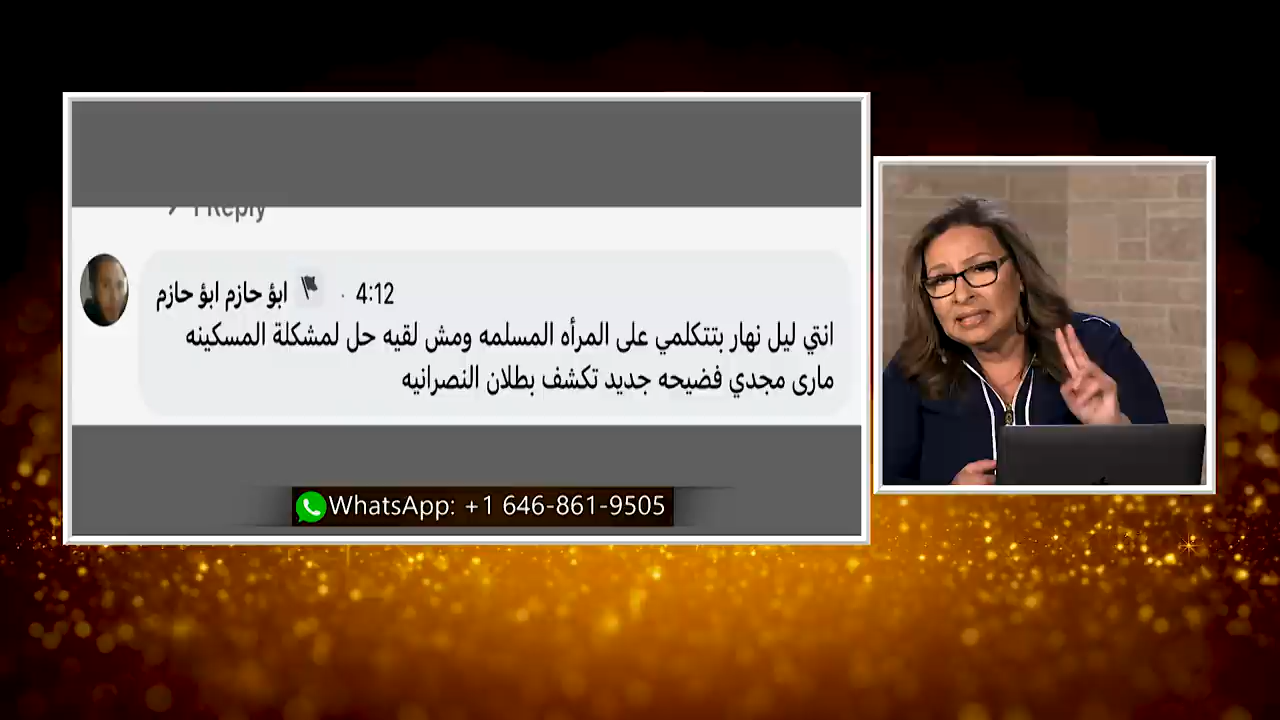 1 Reply
ابؤ حازم ابؤ حازم · 4:12
انتي ليل نهار بتتكلمي على المرأه المسلمه ومش لقيه حل لمشكلة المسكينه
مارى مجدي فضيحه جديد تكشف بطلان النصرانيه
WhatsApp: +1 646-861-9505